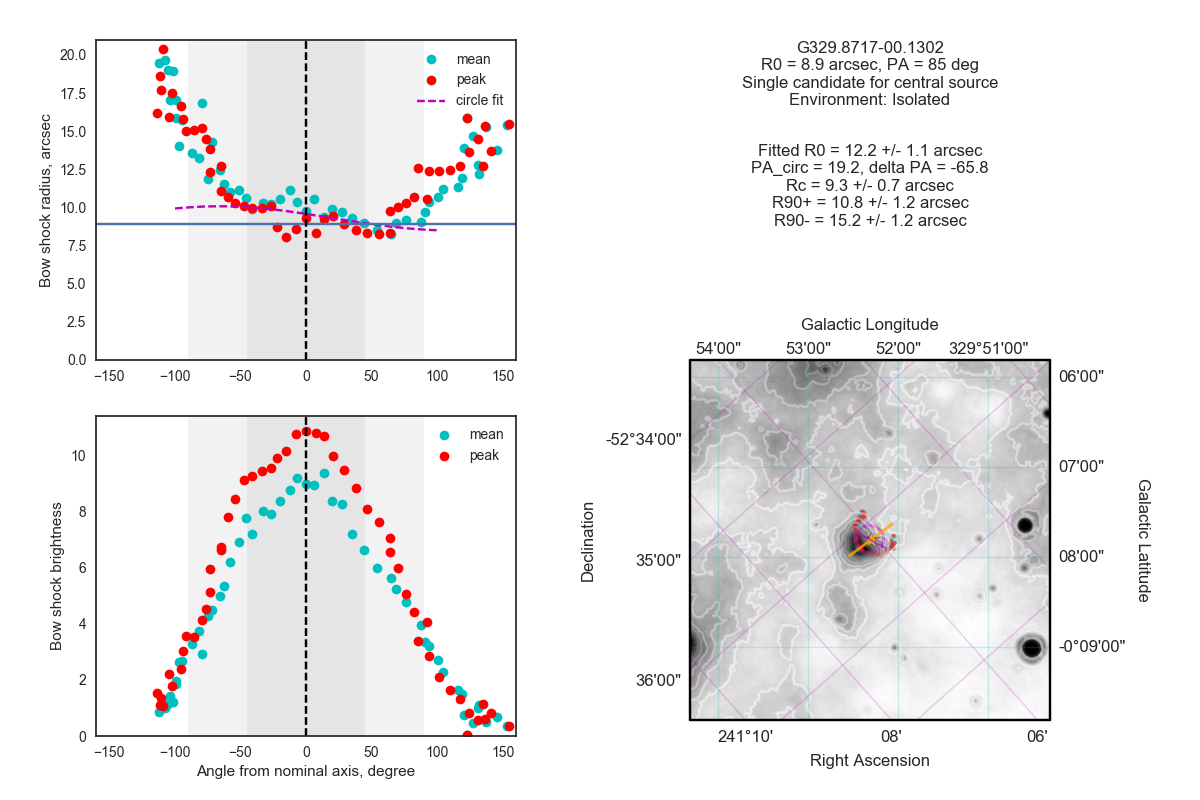 20.0
17.5
15.0
12.5
10.0
7.5
5.0
2.5
0.0
Bow shock radius, arcsec
mean
peak
circle fit
−150
−100
−50
0
50
100
150
G329.8717-00.1302
R0 = 8.9 arcsec, PA = 85 deg
Single candidate for central source
Environment: Isolated
Fitted R0 = 12.2 +/- 1.1 arcsec
PA_circ = 19.2, delta PA = -65.8
Rc = 9.3 +/- 0.7 arcsec
R90+ = 10.8 +/- 1.2 arcsec
R90- = 15.2 +/- 1.2 arcsec
10
8
6
4
2
0
Bow shock brightness
mean
peak
−150
−100
−50
0
50
100
150
Angle from nominal axis, degree
Galactic Longitude
54'00"
53'00"
52'00"
329°51'00"
06'00"
07'00"
08'00"
-0°09'00"
Galactic Latitude
-52°34'00"
35'00"
36'00"
Declination
241°10'
08'
06'
Right Ascension